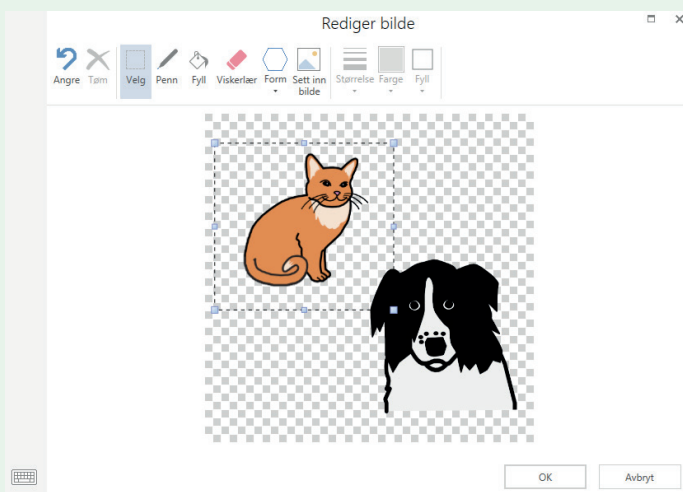 Rediger bilde
Angre Tøm Velg Penn Fyll Viskerlær Form Sett inn bilde Størrelse Farge Fyll
OK Avbryt